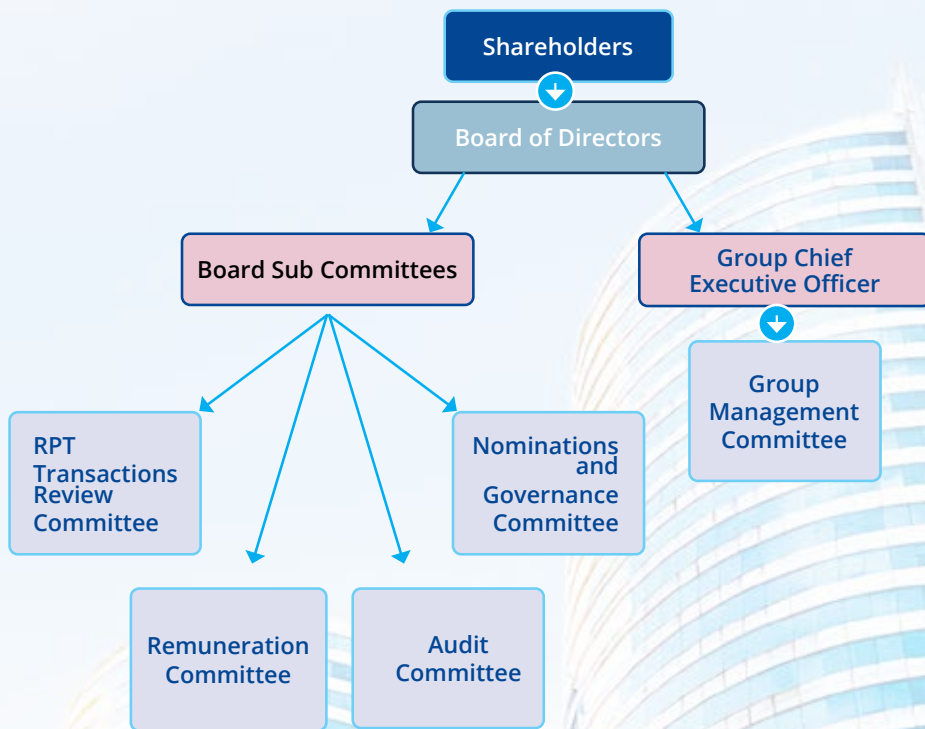 Shareholders
Board of Directors
Board Sub Committees
Group Chief
Executive Officer
Group
Management
Committee
RPT
Transactions
Review
Committee
Nominations
and
Governance
Committee
Remuneration
Committee
Audit
Committee